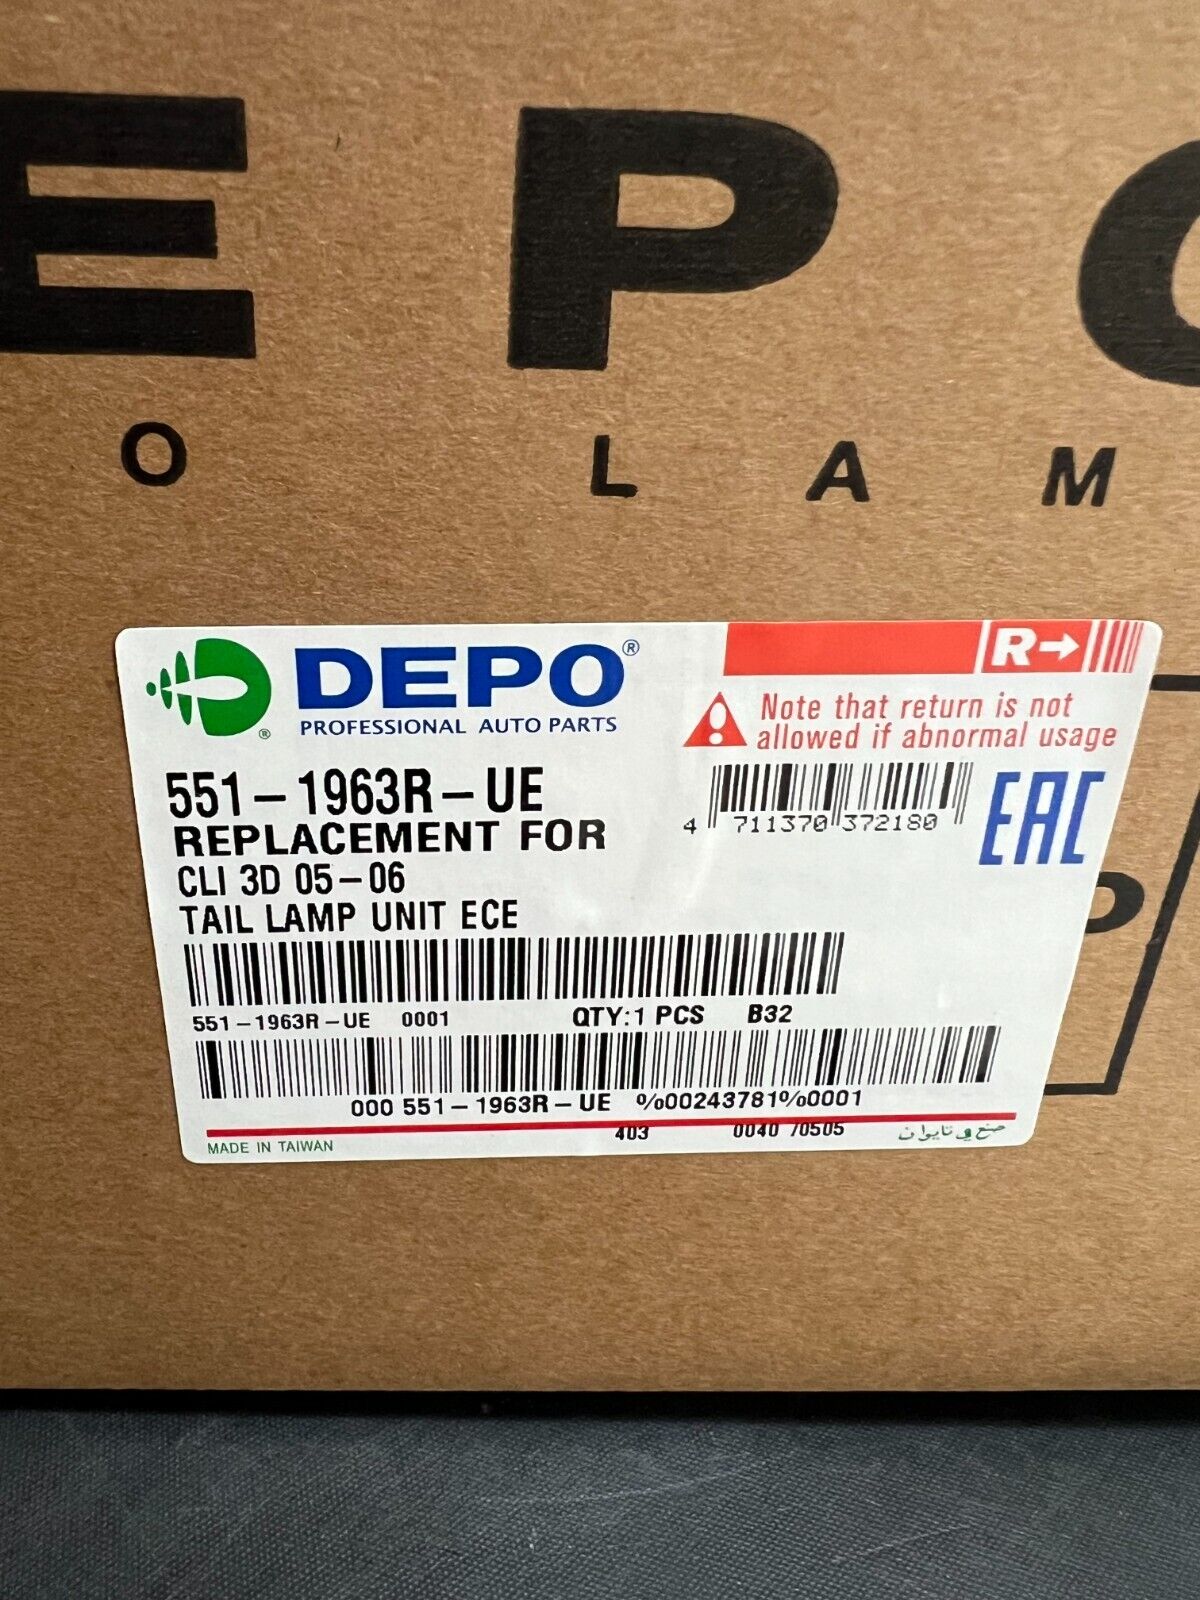 EPO
O LAM
DEPO®
PROFESSIONAL AUTO PARTS
®
R→
Note that return is not
allowed if abnormal usage
551-1963R-UE
REPLACEMENT FOR
CLI 3D 05-06
TAIL LAMP UNIT ECE
4 711370 372180
EAC
551-1963R-UE 0001 QTY:1 PCS B32
000 551-1963R-UE %00243781%0001
403 0040 70505
MADE IN TAIWAN
صنع في تايوان
P